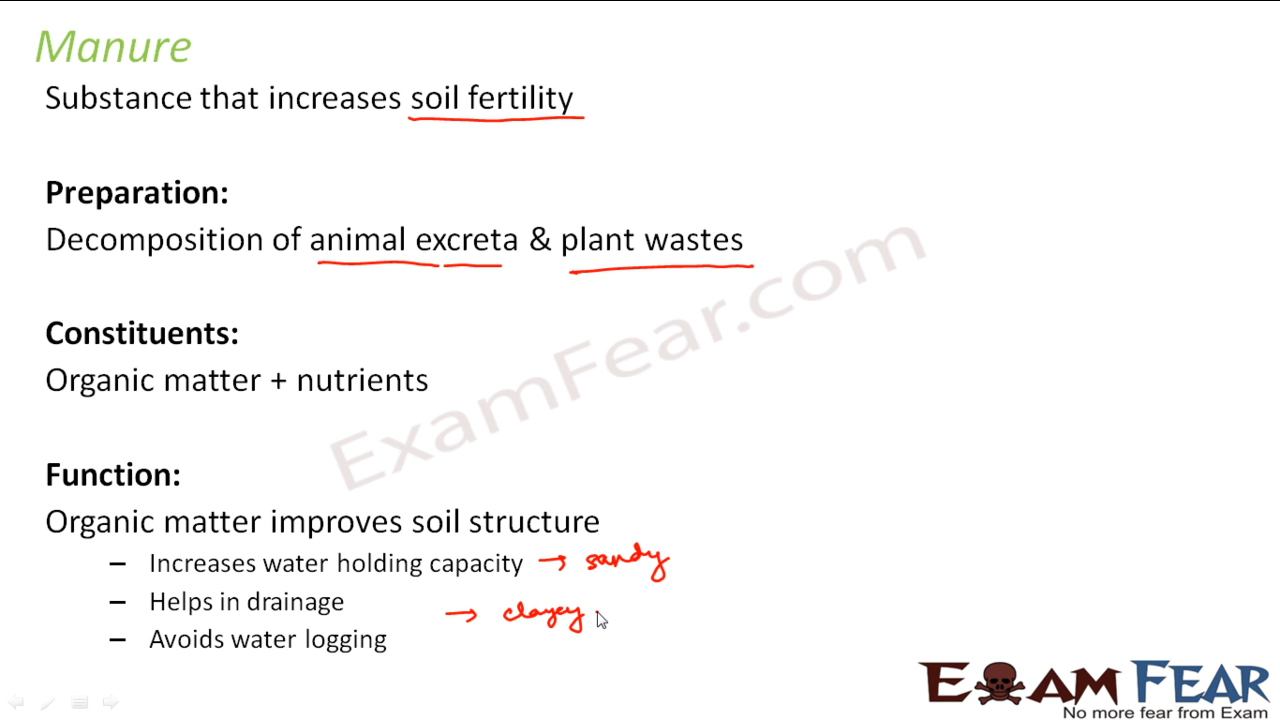 Manure
Substance that increases soil fertility
Preparation:
Decomposition of animal excreta & plant wastes
Constituents:
Organic matter + nutrients
ExamFear.com
Function:
Organic matter improves soil structure
– Increases water holding capacity → sandy
– Helps in drainage
→ clayey
– Avoids water logging
EXAM FEAR
No more fear from Exam